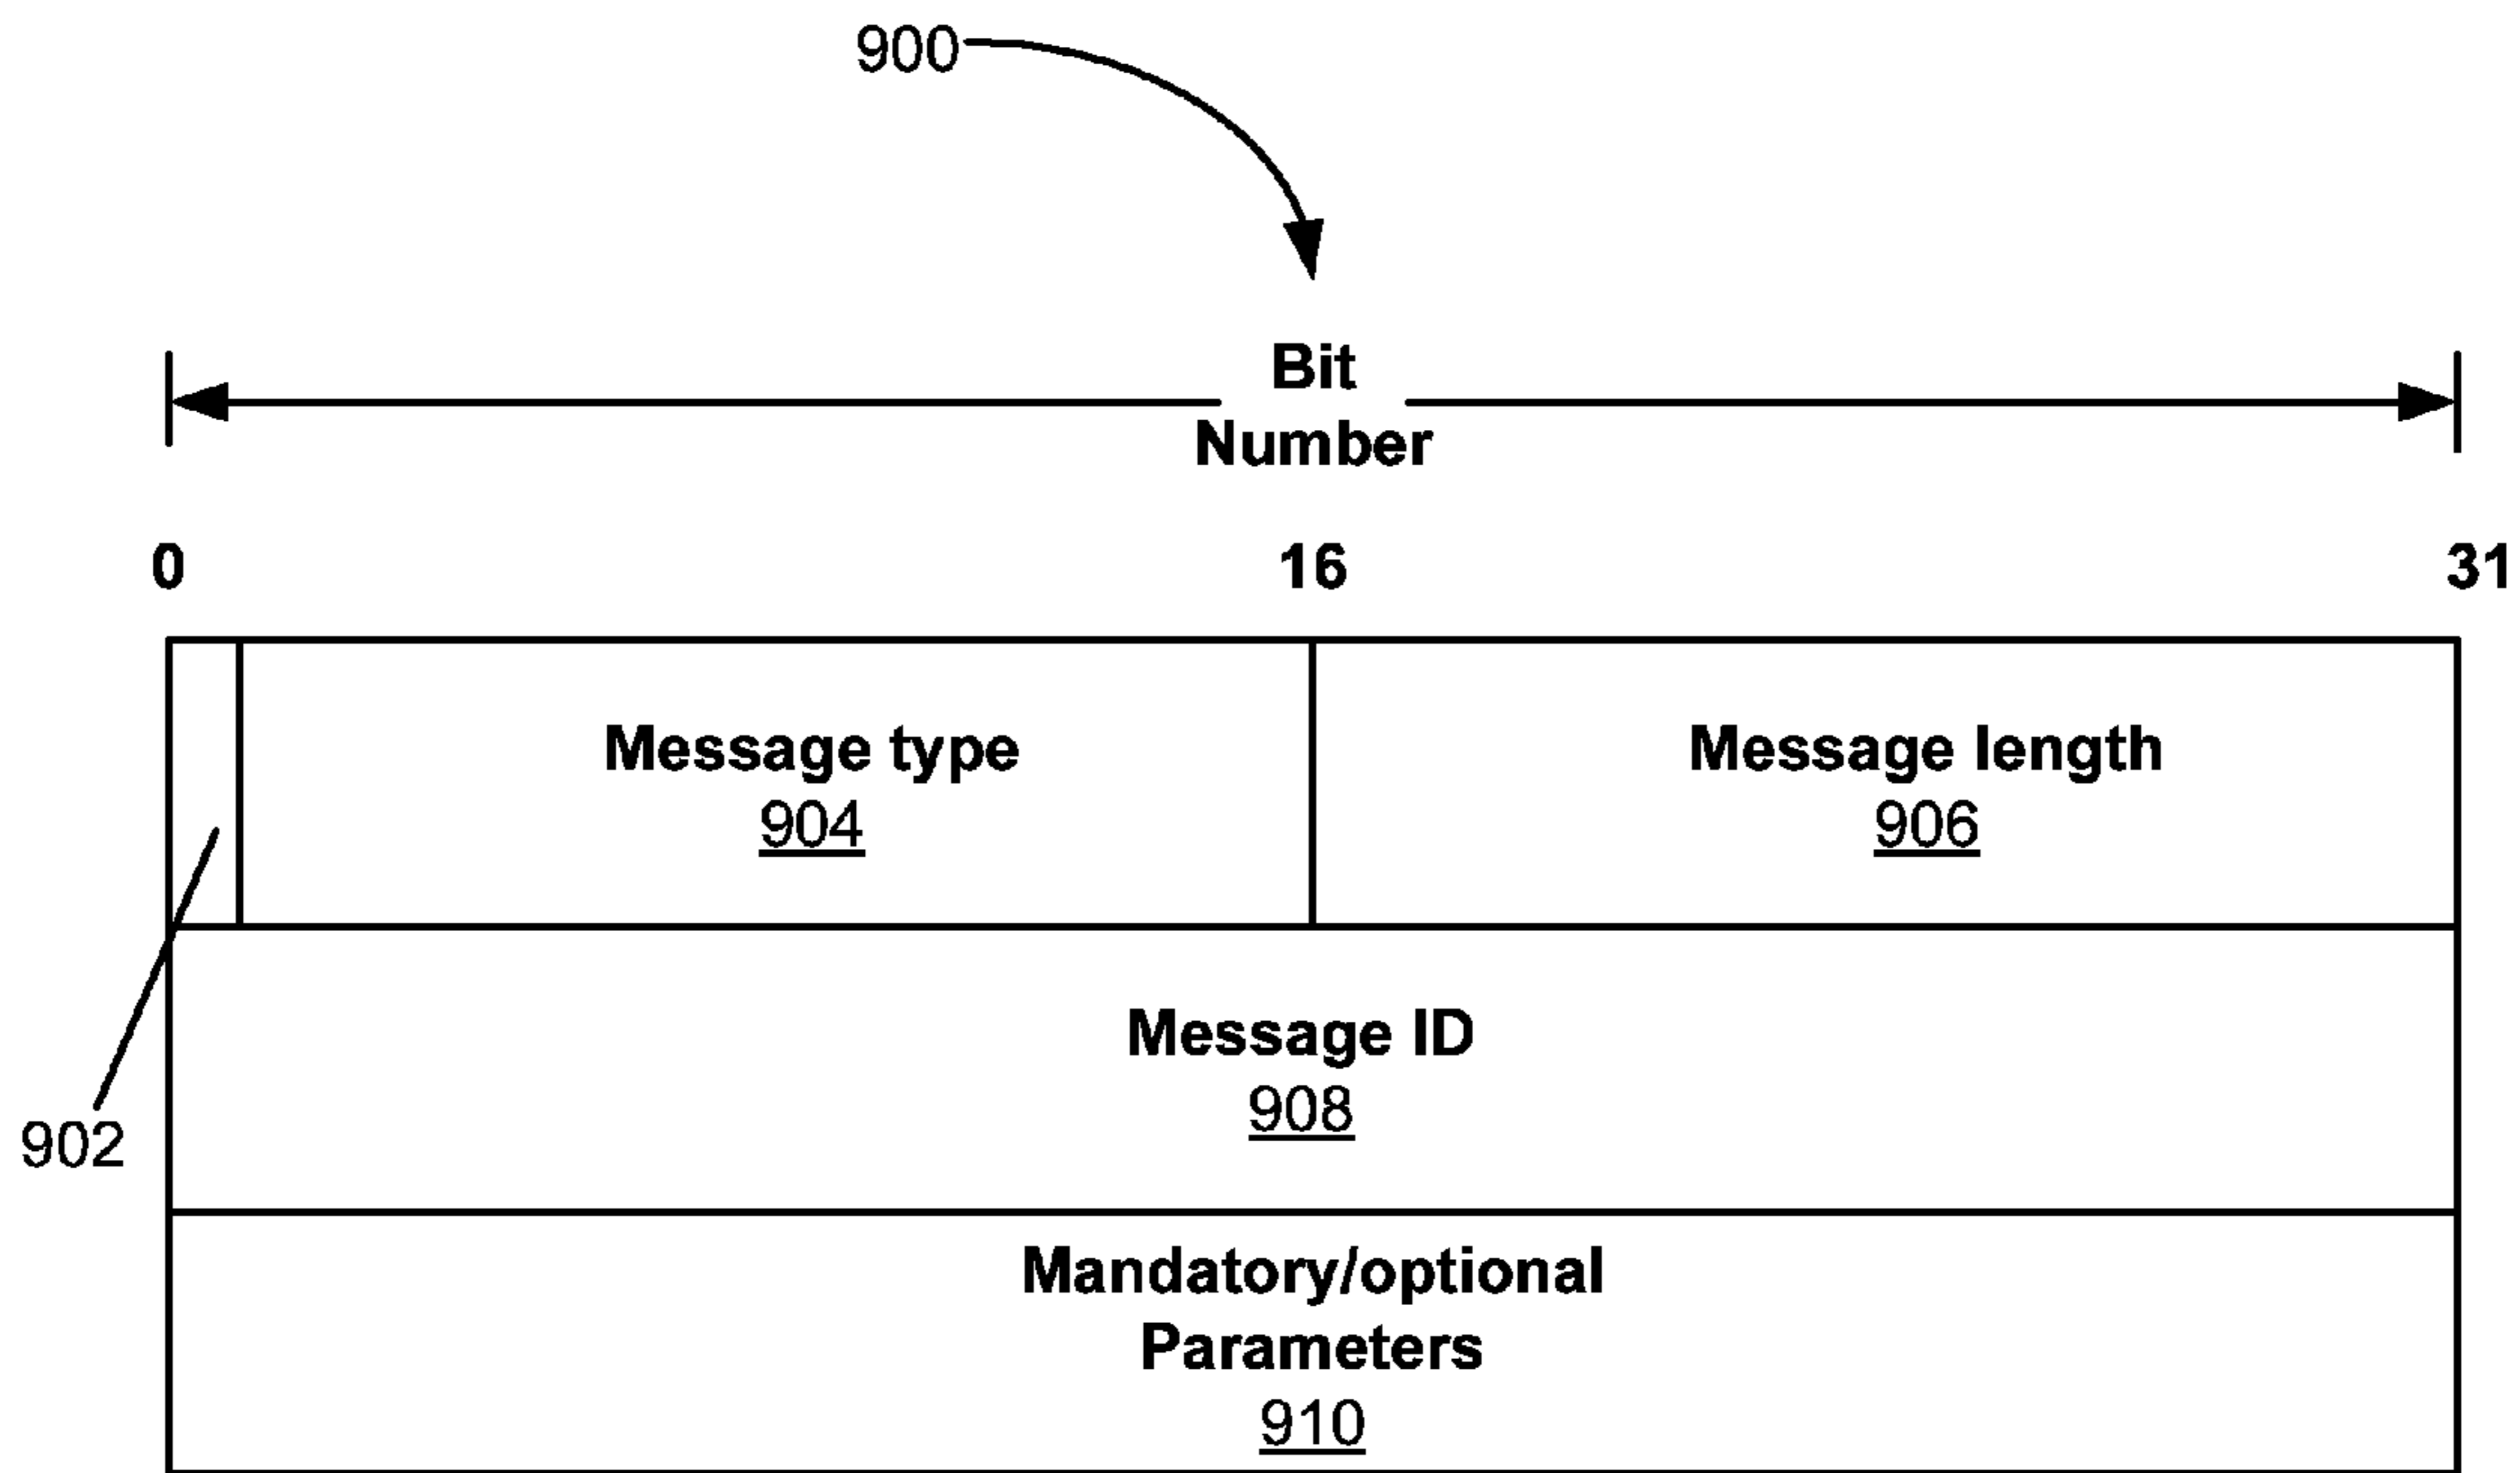 900
Bit
Number
0 16 31
Message type Message length
904 906
Message ID
908
902
Mandatory/optional
Parameters
910